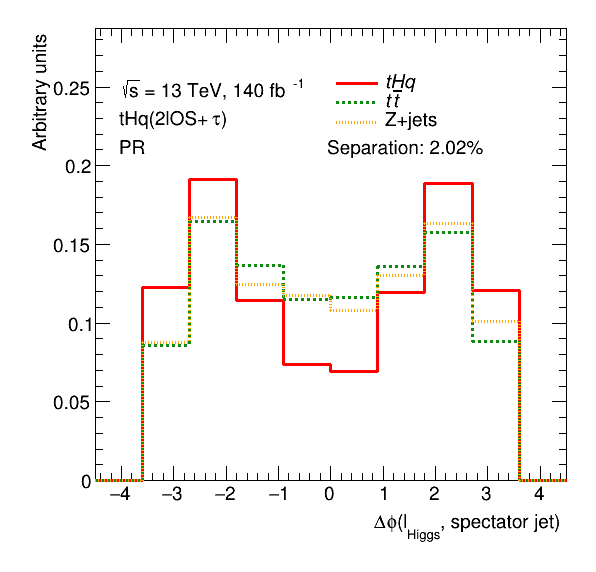 Arbitrary units
√s = 13 TeV, 140 fb⁻¹
tHq(2lOS+ τ)
PR
tHq
tt̅
Z+jets
Separation: 2.02%
0.25
0.2
0.15
0.1
0.05
0
−4 −3 −2 −1 0 1 2 3 4
Δϕ(l_Higgs, spectator jet)